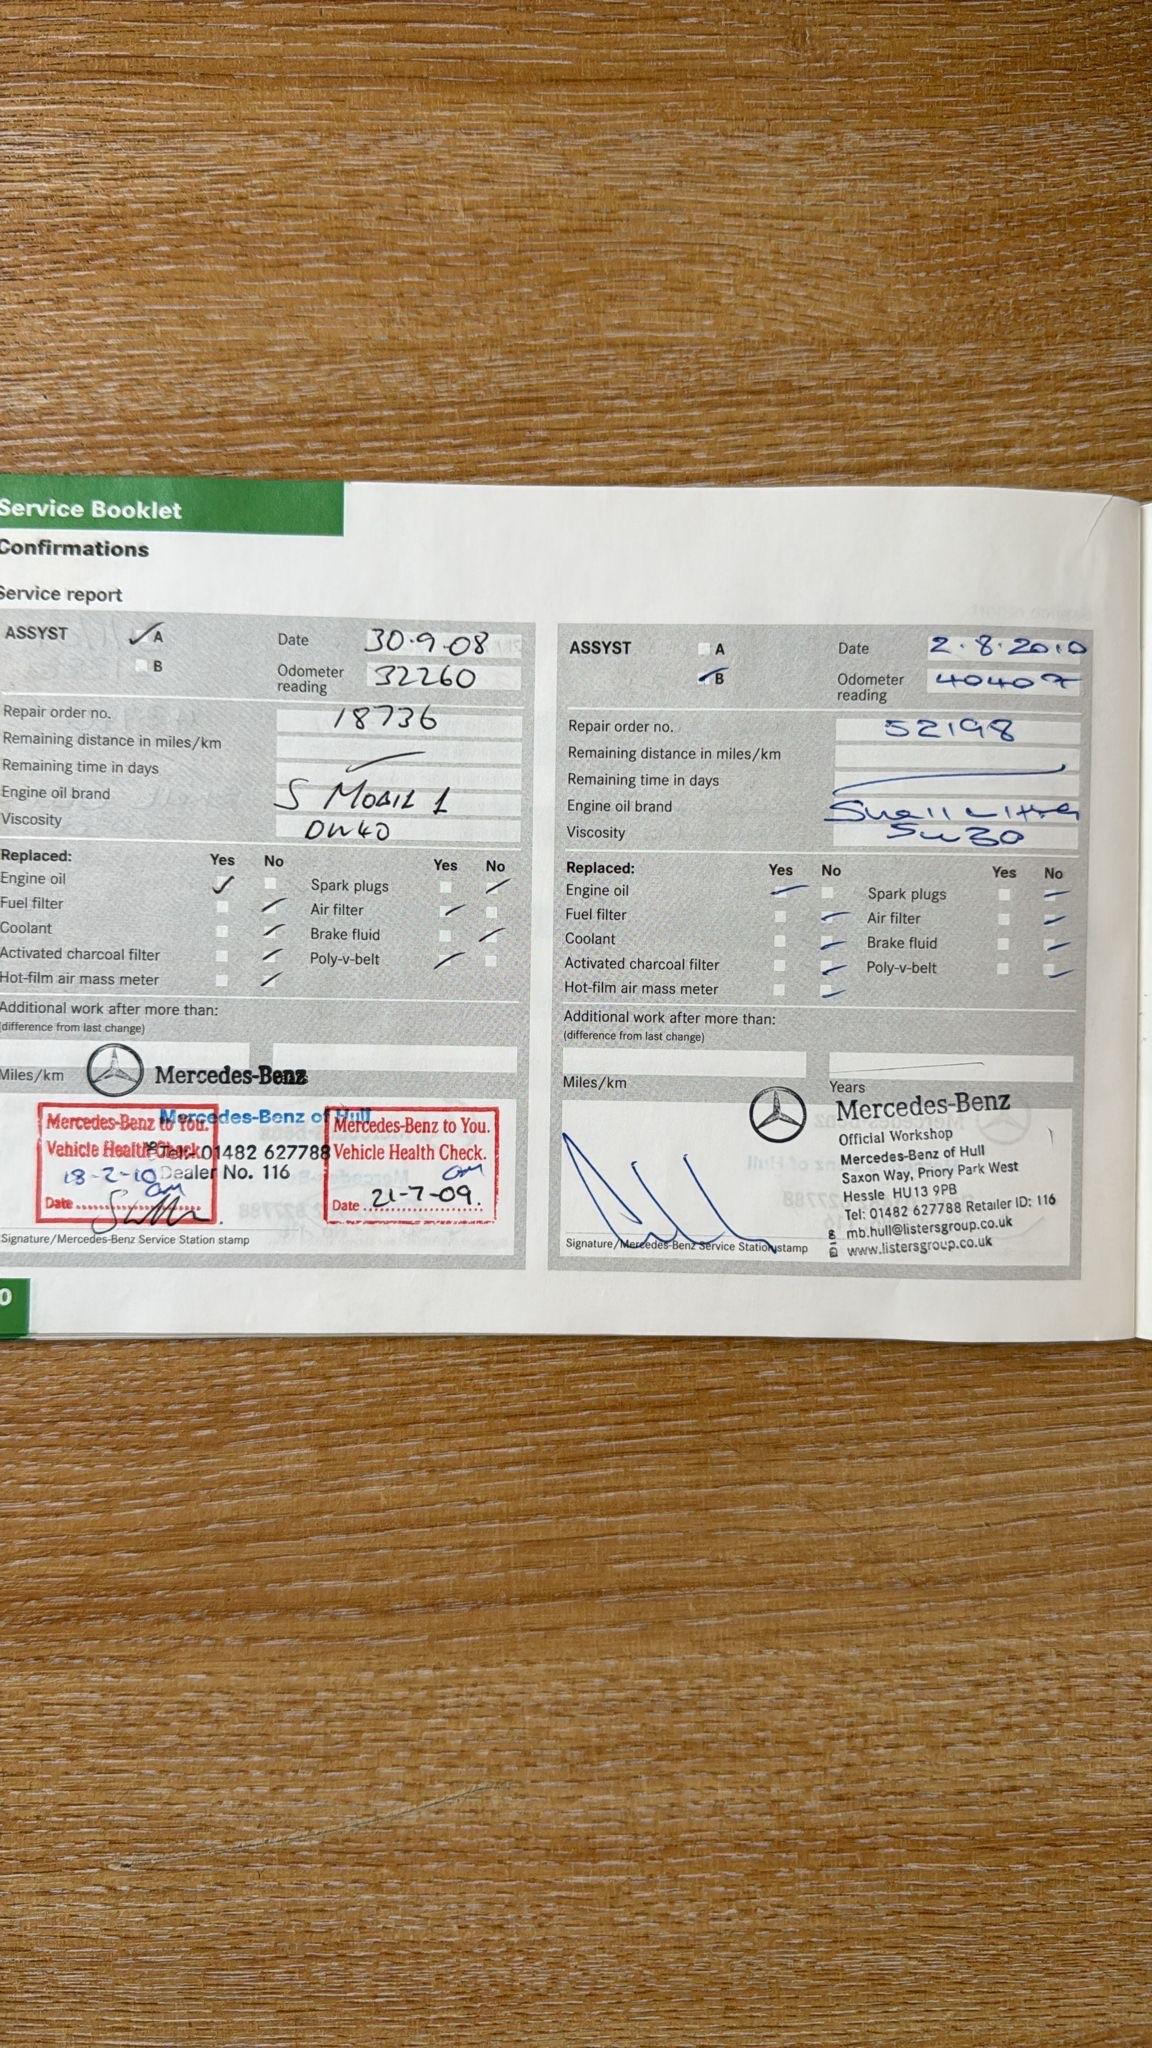 Service Booklet
Confirmations
Service report
ASSYST
A
B
Date 30.9.08
Odometer reading 32260
Repair order no. 18736
Remaining distance in miles/km
Remaining time in days
Engine oil brand S MOBIL 1
Viscosity 0W40
Replaced: Yes No Yes No
Engine oil Spark plugs
Fuel filter Air filter
Coolant Brake fluid
Activated charcoal filter Poly-v-belt
Hot-film air mass meter
Additional work after more than:
(difference from last change)
Miles/km
Mercedes-Benz
Mercedes-Benz of Hull
Tel: 01482 627788
Dealer No. 116
Mercedes-Benz to You.
Vehicle Health Check
18-2-10
Date
Mercedes-Benz to You.
Vehicle Health Check.
Date 21-7-09.
Signature/Mercedes-Benz Service Station stamp
0
ASSYST
A
B
Date 2.8.2010
Odometer reading
Repair order no. 52198
Remaining distance in miles/km
Remaining time in days
Engine oil brand Shell ultra
Viscosity 5w30
Replaced: Yes No Yes No
Engine oil Spark plugs
Fuel filter Air filter
Coolant Brake fluid
Activated charcoal filter Poly-v-belt
Hot-film air mass meter
Additional work after more than:
(difference from last change)
Miles/km
Years
Mercedes-Benz
Official Workshop
Mercedes-Benz of Hull
Saxon Way, Priory Park West
Hessle HU13 9PB
Tel: 01482 627788 Retailer ID: 116
mb.hull@listersgroup.co.uk
www.listersgroup.co.uk
Signature/Mercedes-Benz Service Station stamp